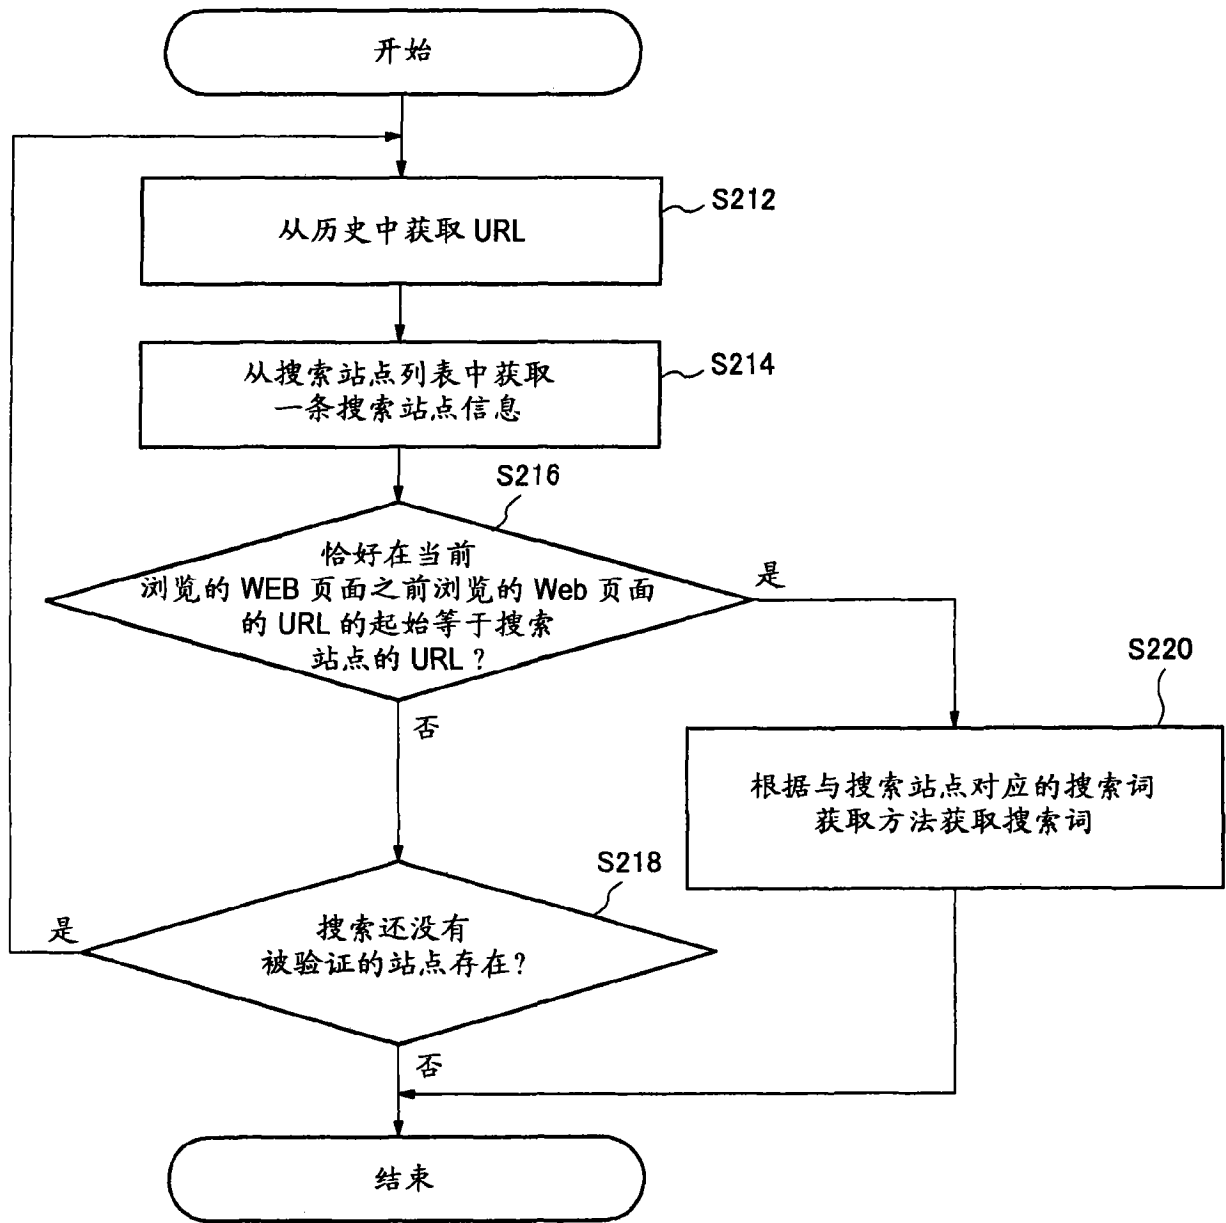 开始
S212
从历史中获取 URL
S214
从搜索站点列表中获取
一条搜索站点信息
S216
恰好在当前
浏览的 WEB 页面之前浏览的 Web 页面
的 URL 的起始等于搜索
站点的 URL？
是
否
S220
根据与搜索站点对应的搜索词
获取方法获取搜索词
S218
搜索还没有
被验证的站点存在？
是
否
结束